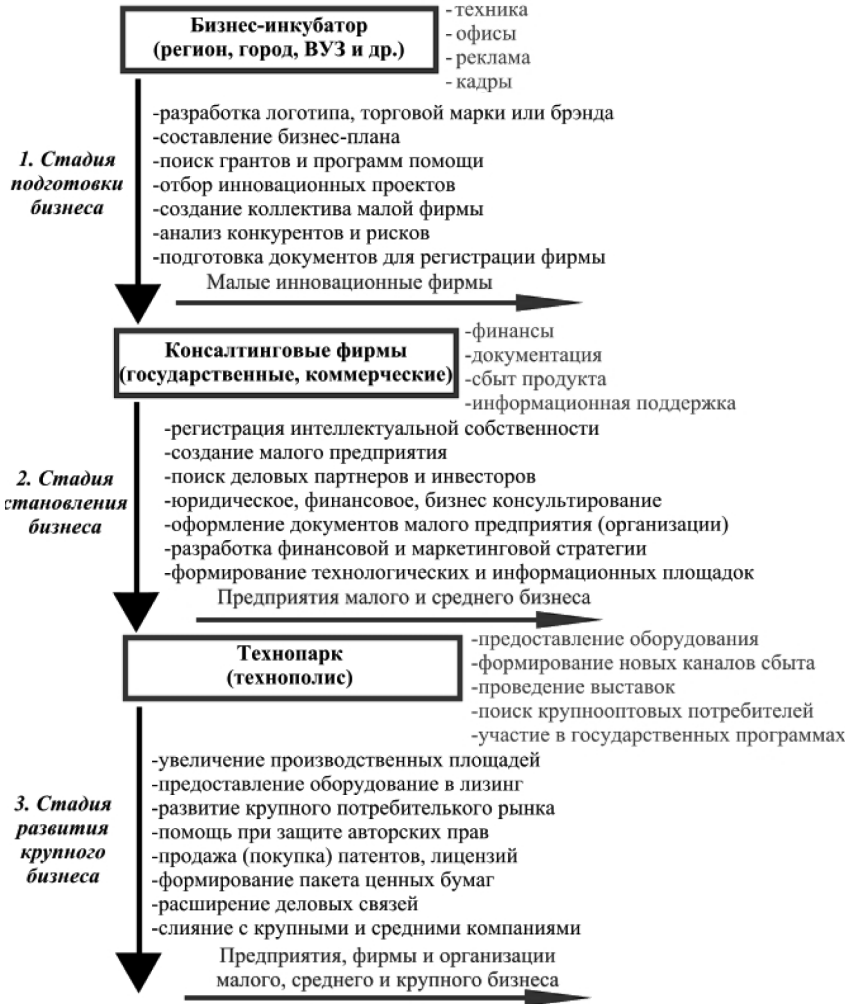 Бизнес-инкубатор
(регион, город, ВУЗ и др.)
-техника
-офисы
-реклама
-кадры
1. Стадия
подготовки
бизнеса
-разработка логотипа, торговой марки или брэнда
-составление бизнес-плана
-поиск грантов и программ помощи
-отбор инновационных проектов
-создание коллектива малой фирмы
-анализ конкурентов и рисков
-подготовка документов для регистрации фирмы
Малые инновационные фирмы
Консалтинговые фирмы
(государственные, коммерческие)
-финансы
-документация
-сбыт продукта
-информационная поддержка
2. Стадия
становления
бизнеса
-регистрация интеллектуальной собственности
-создание малого предприятия
-поиск деловых партнеров и инвесторов
-юридическое, финансовое, бизнес консультирование
-оформление документов малого предприятия (организации)
-разработка финансовой и маркетинговой стратегии
-формирование технологических и информационных площадок
Предприятия малого и среднего бизнеса
Технопарк
(технополис)
-предоставление оборудования
-формирование новых каналов сбыта
-проведение выставок
-поиск крупнооптовых потребителей
-участие в государственных программах
3. Стадия
развития
крупного
бизнеса
-увеличение производственных площадей
-предоставление оборудование в лизинг
-развитие крупного потребителького рынка
-помощь при защите авторских прав
-продажа (покупка) патентов, лицензий
-формирование пакета ценных бумаг
-расширение деловых связей
-слияние с крупными и средними компаниями
Предприятия, фирмы и организации
малого, среднего и крупного бизнеса